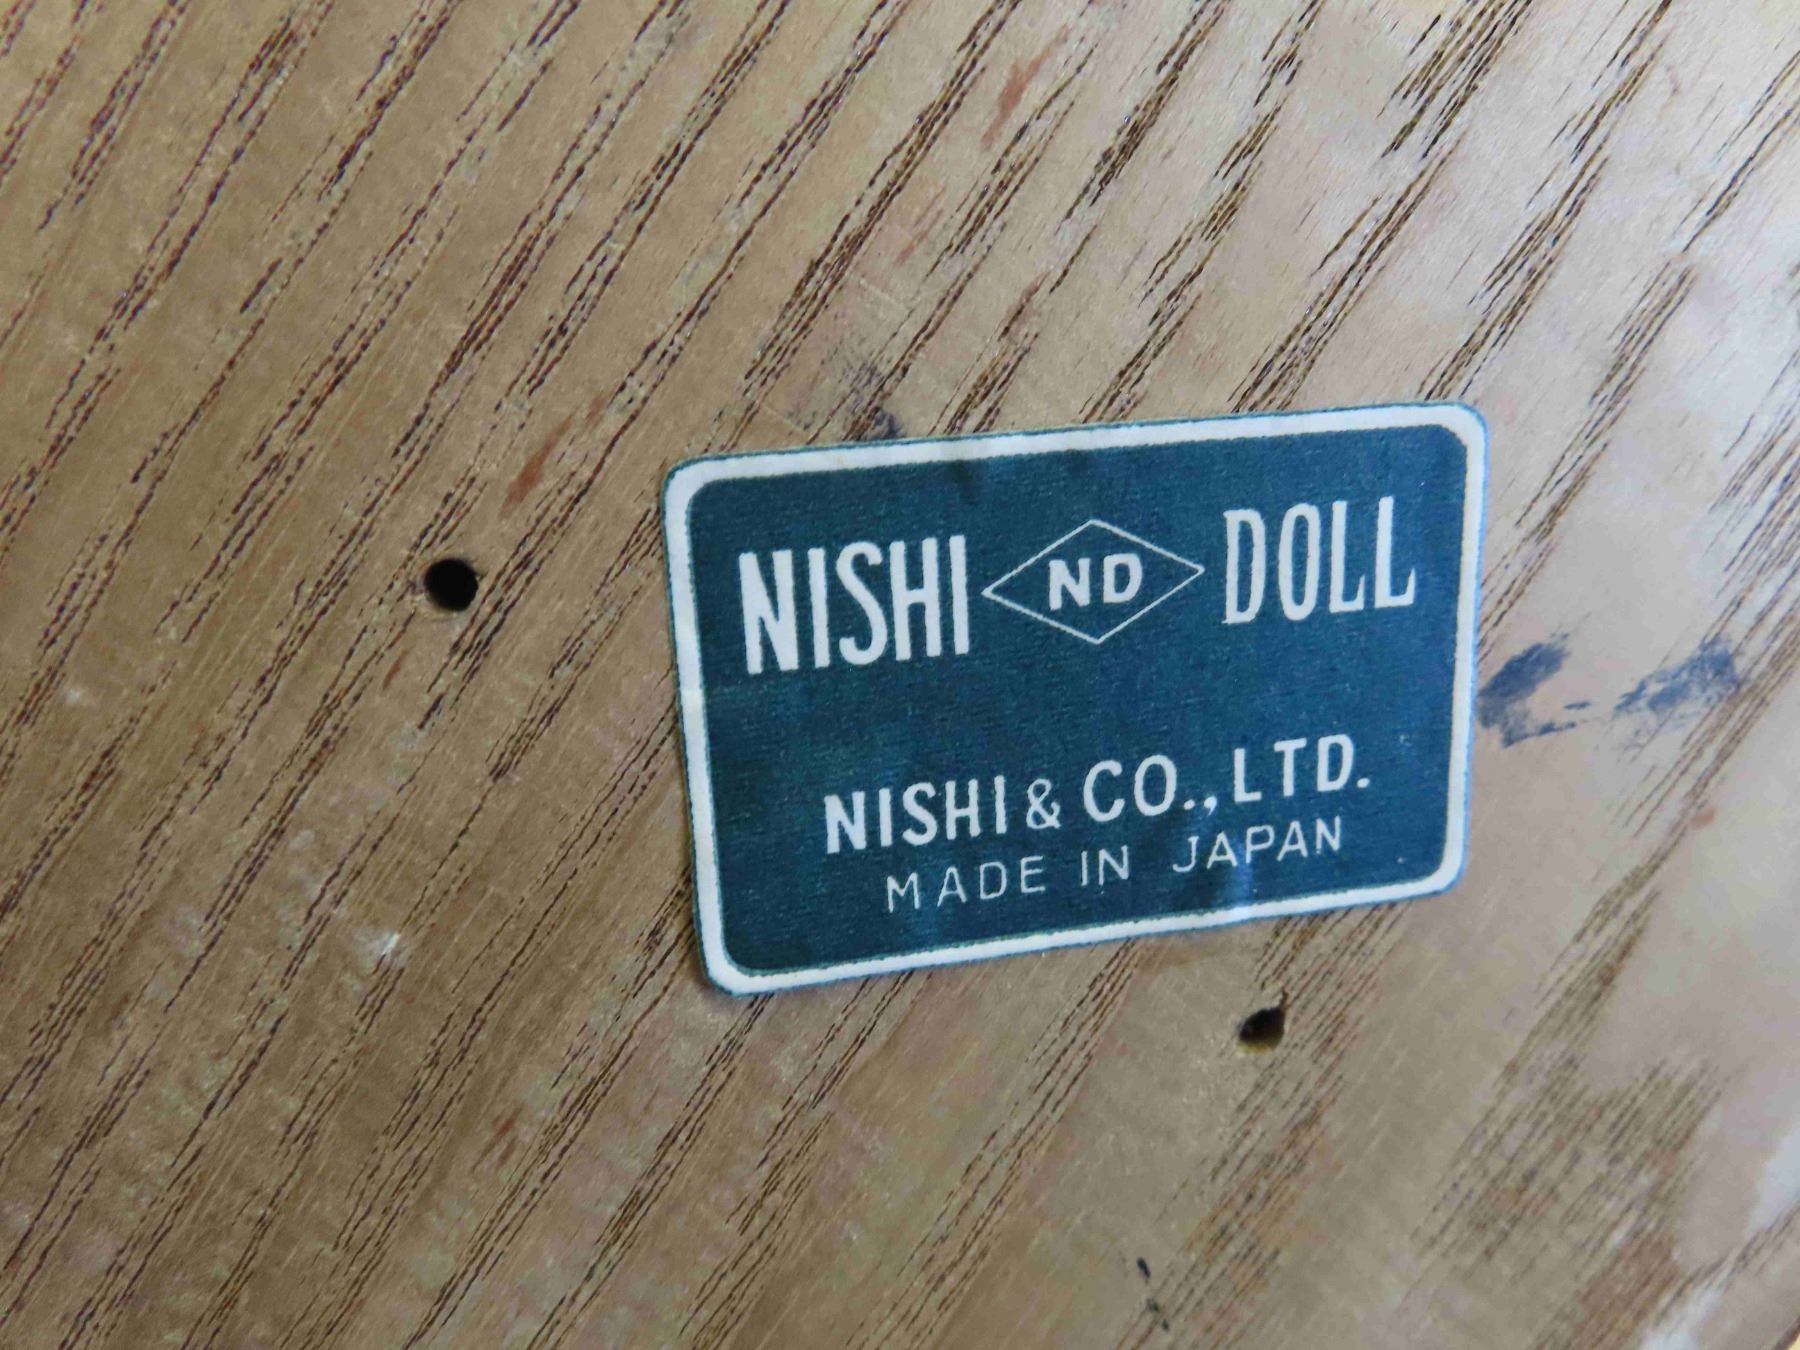 NISHI ND DOLL
NISHI & CO., LTD.
MADE IN JAPAN